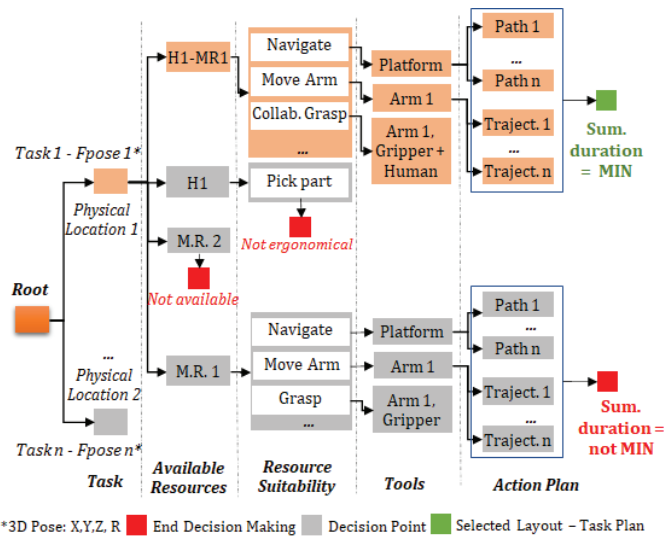 H1-MR1
Navigate
Move Arm
Collab. Grasp
...
Platform
Arm 1
Arm 1,
Gripper +
Human
Path 1
...
Path n
Traject. 1
...
Traject. n
Sum.
duration
= MIN
Task 1 - Fpose 1*
Physical
Location 1
H1
Pick part
Not ergonomical
M.R. 2
Not available
Root
...
Physical
Location 2
Task n - Fpose n*
M.R. 1
Navigate
Move Arm
Grasp
...
Platform
Arm 1
Arm 1,
Gripper
Path 1
...
Path n
Traject. 1
...
Traject. n
Sum.
duration =
not MIN
Task
Available
Resources
Resource
Suitability
Tools
Action Plan
*3D Pose: X,Y,Z, R End Decision Making Decision Point Selected Layout – Task Plan